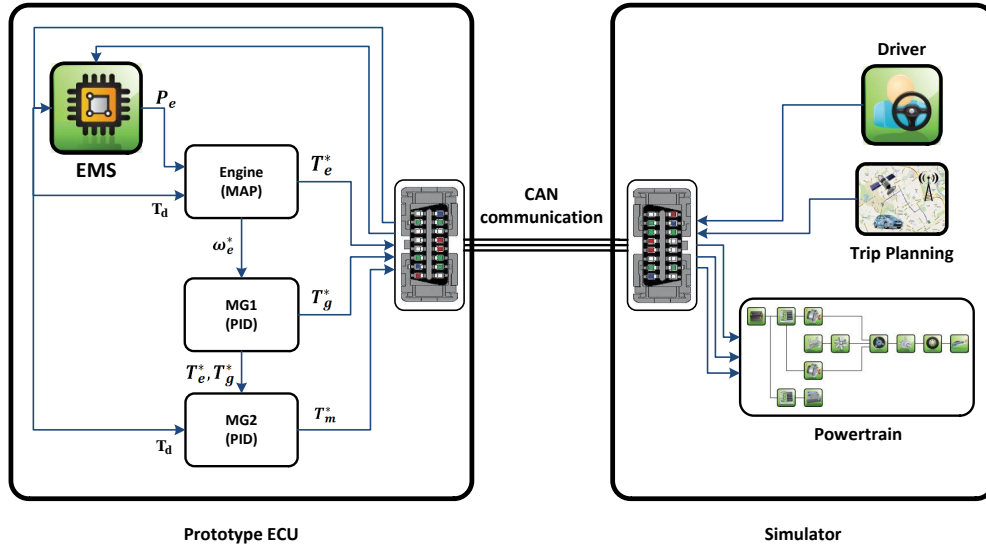 Driver
P_e
EMS
Engine
(MAP)
T_e^*
T_d
CAN
communication
Trip Planning
ω_e^*
MG1
(PID)
T_g^*
T_e^*, T_g^*
MG2
(PID)
T_m^*
T_d
Powertrain
Prototype ECU
Simulator